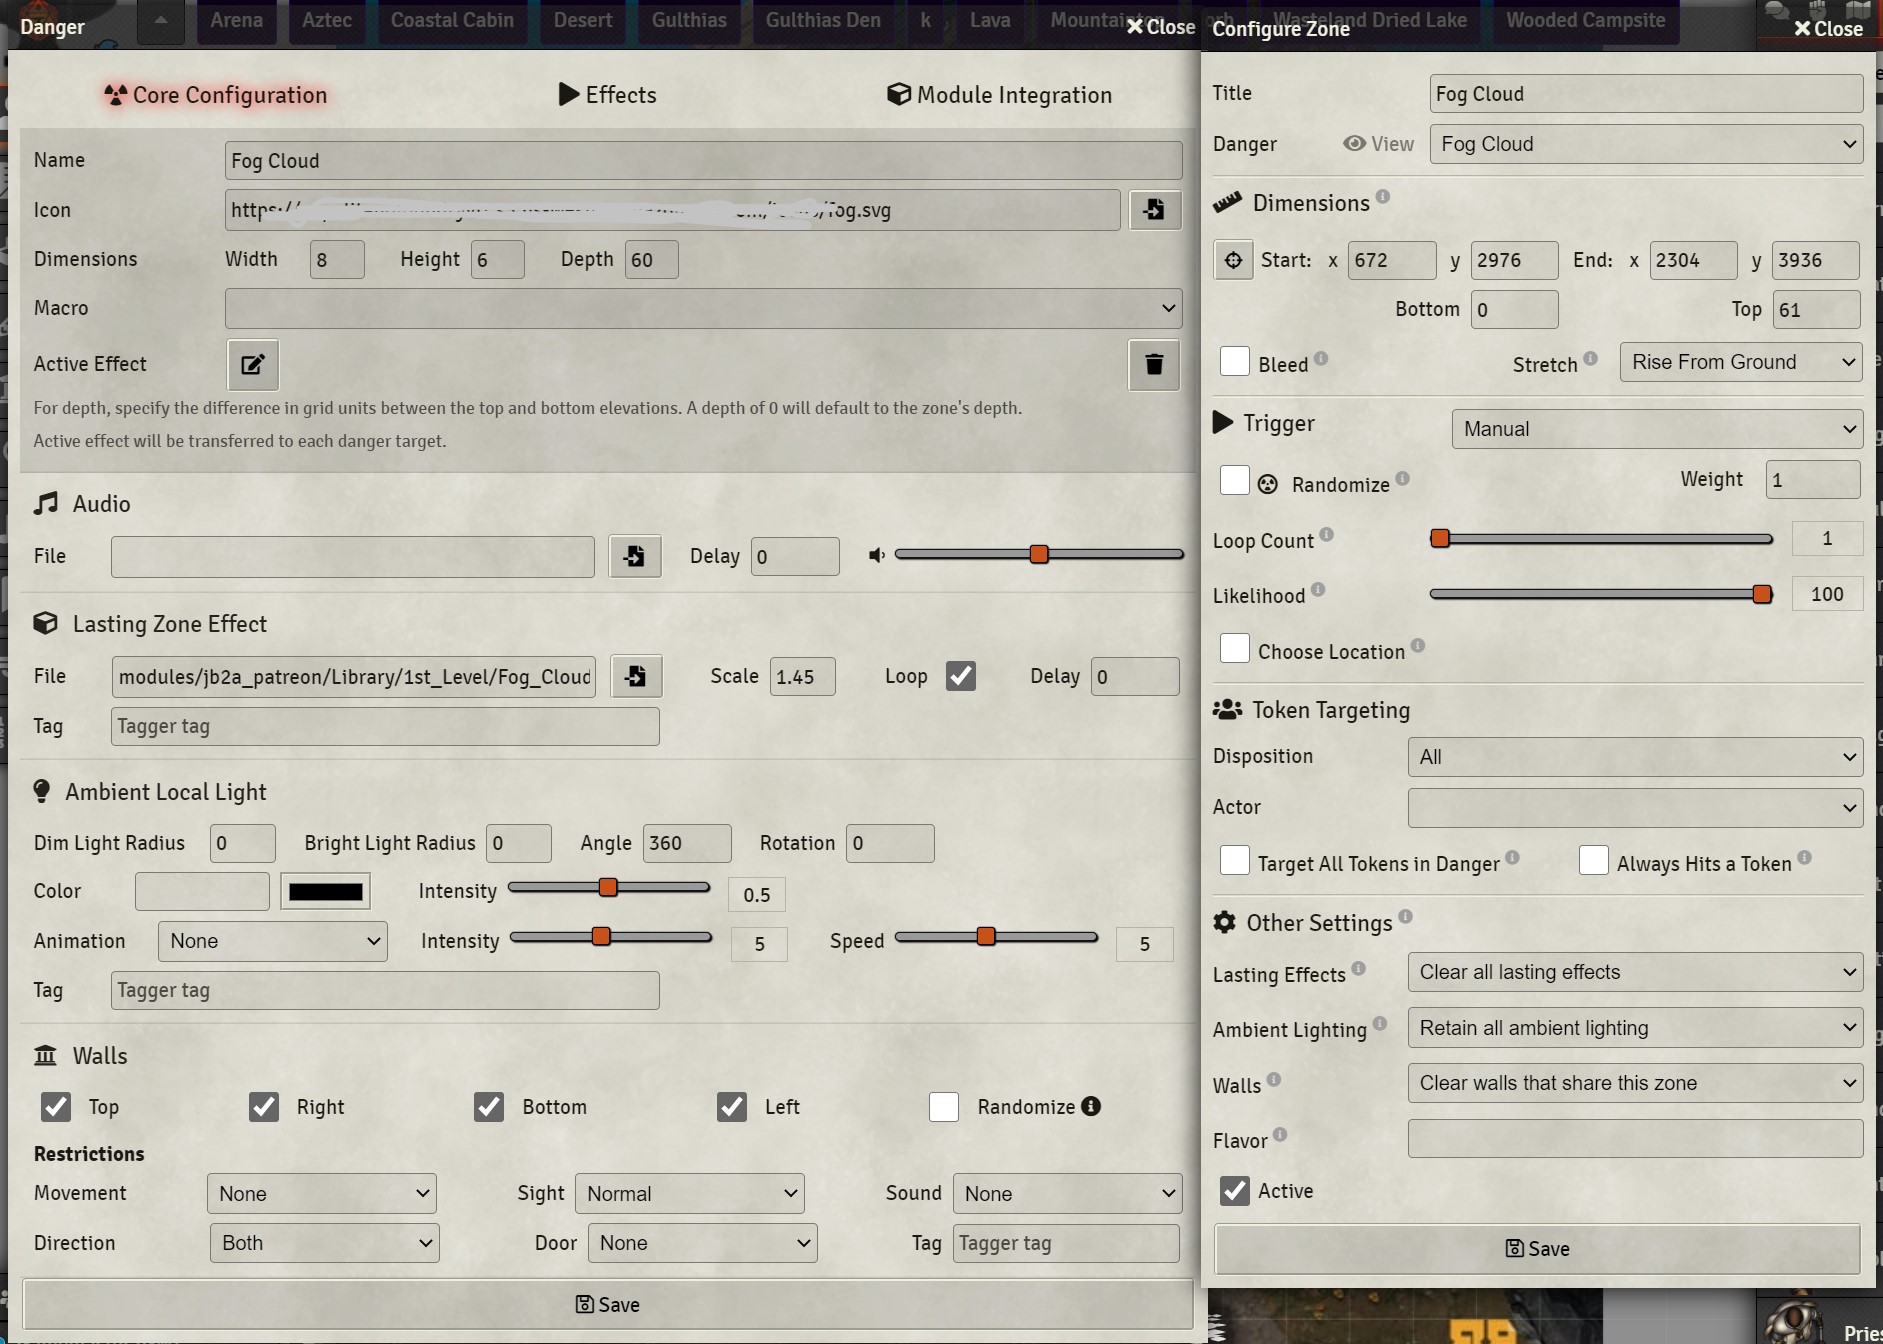 Arena Aztec Coastal Cabin Desert Gulthias Gulthias Den k Lava Wasteland Dried Lake Wooded Campsite
Danger
Close
Core Configuration
Effects
Module Integration
Name Fog Cloud
Icon https:// /fog.svg
Dimensions Width 8 Height 6 Depth 60
Macro
Active Effect
For depth, specify the difference in grid units between the top and bottom elevations. A depth of 0 will default to the zone's depth.
Active effect will be transferred to each danger target.
Audio
File Delay 0
Lasting Zone Effect
File modules/jb2a_patreon/Library/1st_Level/Fog_Cloud Scale 1.45 Loop Delay 0
Tag Tagger tag
Ambient Local Light
Dim Light Radius 0 Bright Light Radius 0 Angle 360 Rotation 0
Color Intensity 0.5
Animation None Intensity 5 Speed 5
Tag Tagger tag
Walls
Top Right Bottom Left Randomize
Restrictions
Movement None Sight Normal Sound None
Direction Both Door None Tag Tagger tag
Save
Configure Zone
Close
Title Fog Cloud
Danger View Fog Cloud
Dimensions
Start: x 672 y 2976 End: x 2304 y 3936
Bottom 0 Top 61
Bleed Stretch Rise From Ground
Trigger Manual
Randomize Weight 1
Loop Count 1
Likelihood 100
Choose Location
Token Targeting
Disposition All
Actor
Target All Tokens in Danger Always Hits a Token
Other Settings
Lasting Effects Clear all lasting effects
Ambient Lighting Retain all ambient lighting
Walls Clear walls that share this zone
Flavor
Active
Save